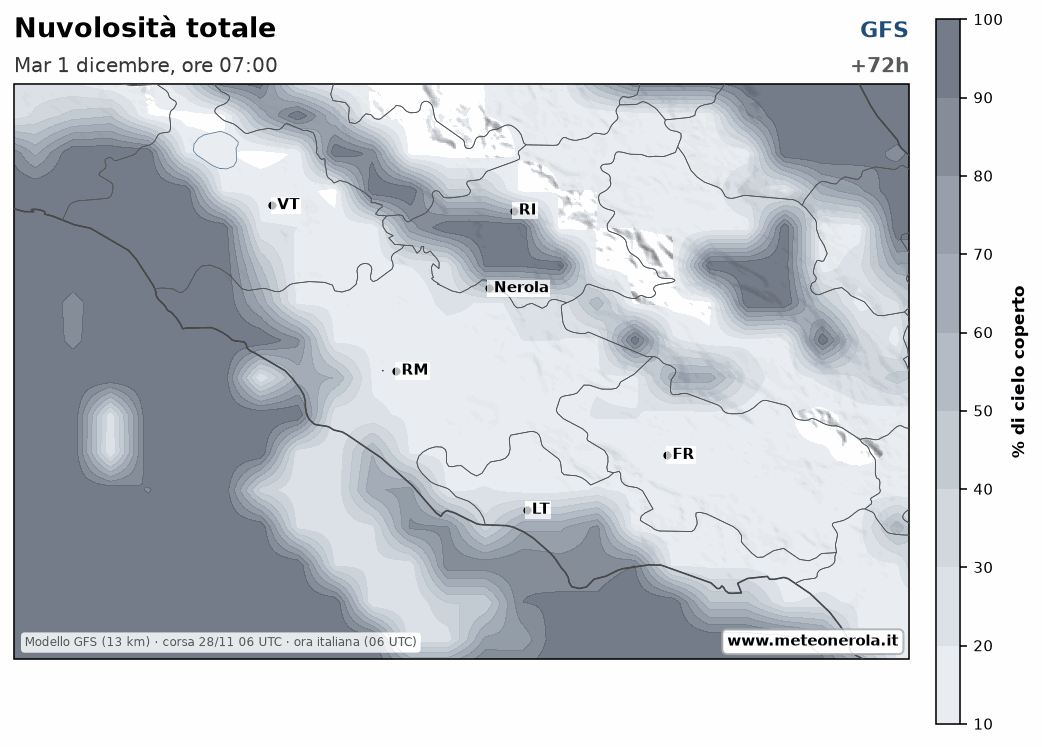 Nuvolosità totale
GFS
Mar 1 dicembre, ore 07:00
+72h
100
90
80
70
60
50
40
30
20
10
% di cielo coperto
VT
RI
Nerola
RM
FR
LT
Modello GFS (13 km) · corsa 28/11 06 UTC · ora italiana (06 UTC)
www.meteonerola.it